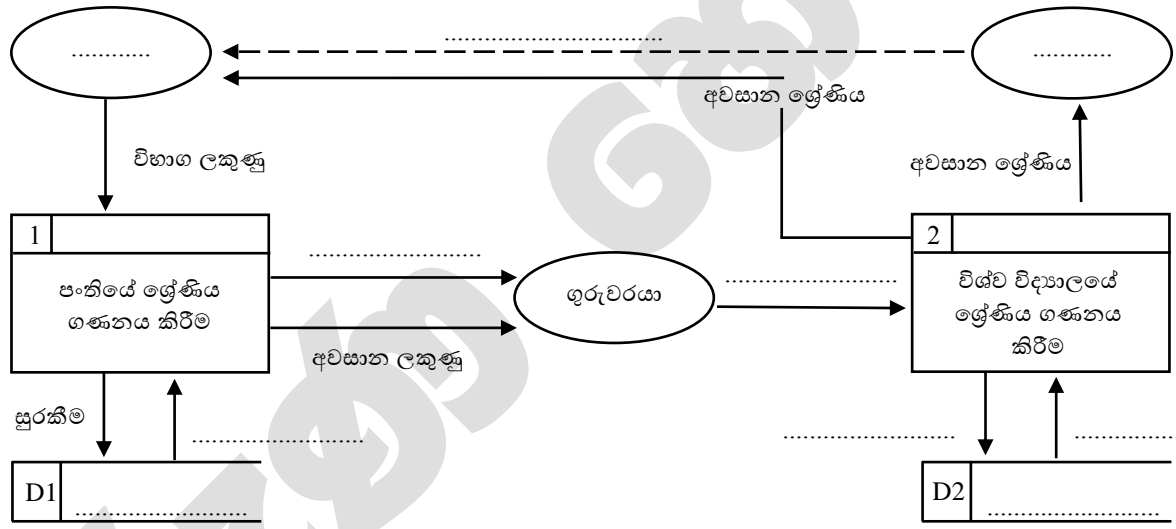 ....................................
............
............
අවසාන ශ්‍රේණිය
විභාග ලකුණු
අවසාන ශ්‍රේණිය
1
2
පංතියේ ශ්‍රේණිය
ගණනය කිරීම
............................
ගුරුවරයා
............................
විශ්ව විද්‍යාලයේ
ශ්‍රේණිය ගණනය
කිරීම
අවසාන ලකුණු
සුරකීම
............................
............................
................
D1
............................
D2
............................